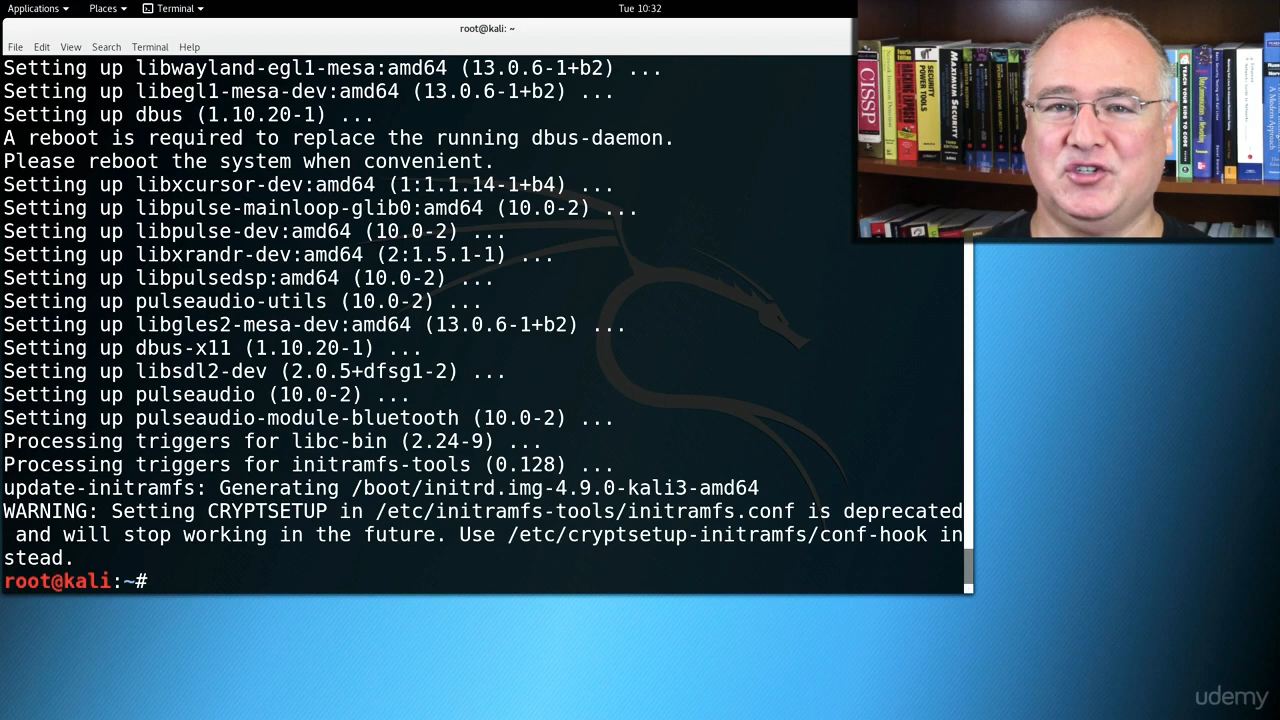 Applications Places Terminal Tue 10:32
root@kali: ~
File Edit View Search Terminal Help
Setting up libwayland-egl1-mesa:amd64 (13.0.6-1+b2) ...
Setting up libegl1-mesa-dev:amd64 (13.0.6-1+b2) ...
Setting up dbus (1.10.20-1) ...
A reboot is required to replace the running dbus-daemon.
Please reboot the system when convenient.
Setting up libxcursor-dev:amd64 (1:1.1.14-1+b4) ...
Setting up libpulse-mainloop-glib0:amd64 (10.0-2) ...
Setting up libpulse-dev:amd64 (10.0-2) ...
Setting up libxrandr-dev:amd64 (2:1.5.1-1) ...
Setting up libpulsedsp:amd64 (10.0-2) ...
Setting up pulseaudio-utils (10.0-2) ...
Setting up libgles2-mesa-dev:amd64 (13.0.6-1+b2) ...
Setting up dbus-x11 (1.10.20-1) ...
Setting up libsdl2-dev (2.0.5+dfsg1-2) ...
Setting up pulseaudio (10.0-2) ...
Setting up pulseaudio-module-bluetooth (10.0-2) ...
Processing triggers for libc-bin (2.24-9) ...
Processing triggers for initramfs-tools (0.128) ...
update-initramfs: Generating /boot/initrd.img-4.9.0-kali3-amd64
WARNING: Setting CRYPTSETUP in /etc/initramfs-tools/initramfs.conf is deprecated
and will stop working in the future. Use /etc/cryptsetup-initramfs/conf-hook in
stead.
root@kali:~#
CISSP
SECURITY POWER TOOLS
MAXIMUM SECURITY
TEACH YOUR KIDS TO CODE
udemy